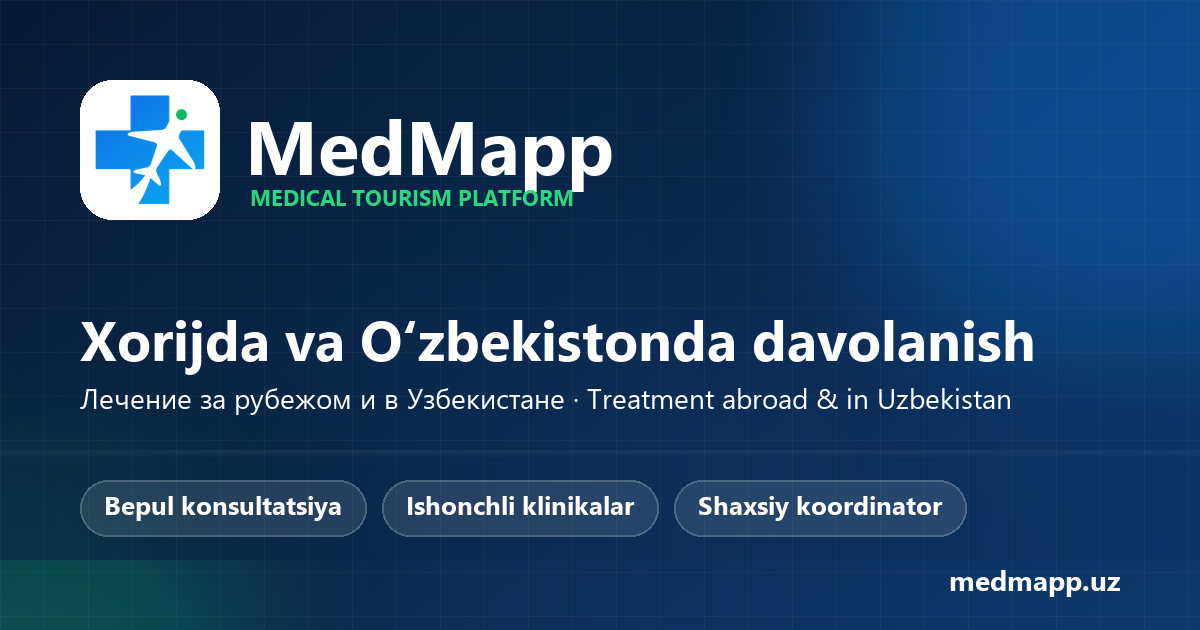 MedMapp
MEDICAL TOURISM PLATFORM
Xorijda va Oʻzbekistonda davolanish
Лечение за рубежом и в Узбекистане · Treatment abroad & in Uzbekistan
Bepul konsultatsiya
Ishonchli klinikalar
Shaxsiy koordinator
medmapp.uz